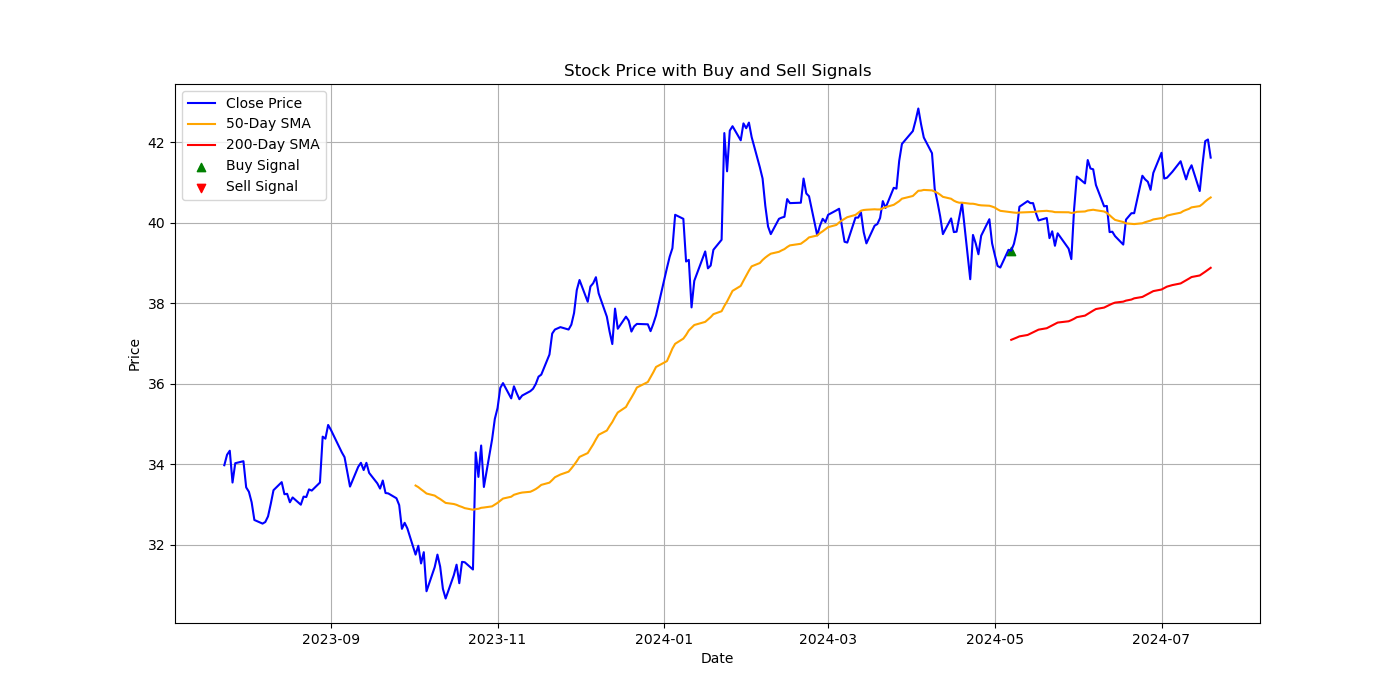 Stock Price with Buy and Sell Signals
Close Price
50-Day SMA
200-Day SMA
Buy Signal
Sell Signal
Price
42
40
38
36
34
32
2023-09
2023-11
2024-01
2024-03
2024-05
2024-07
Date